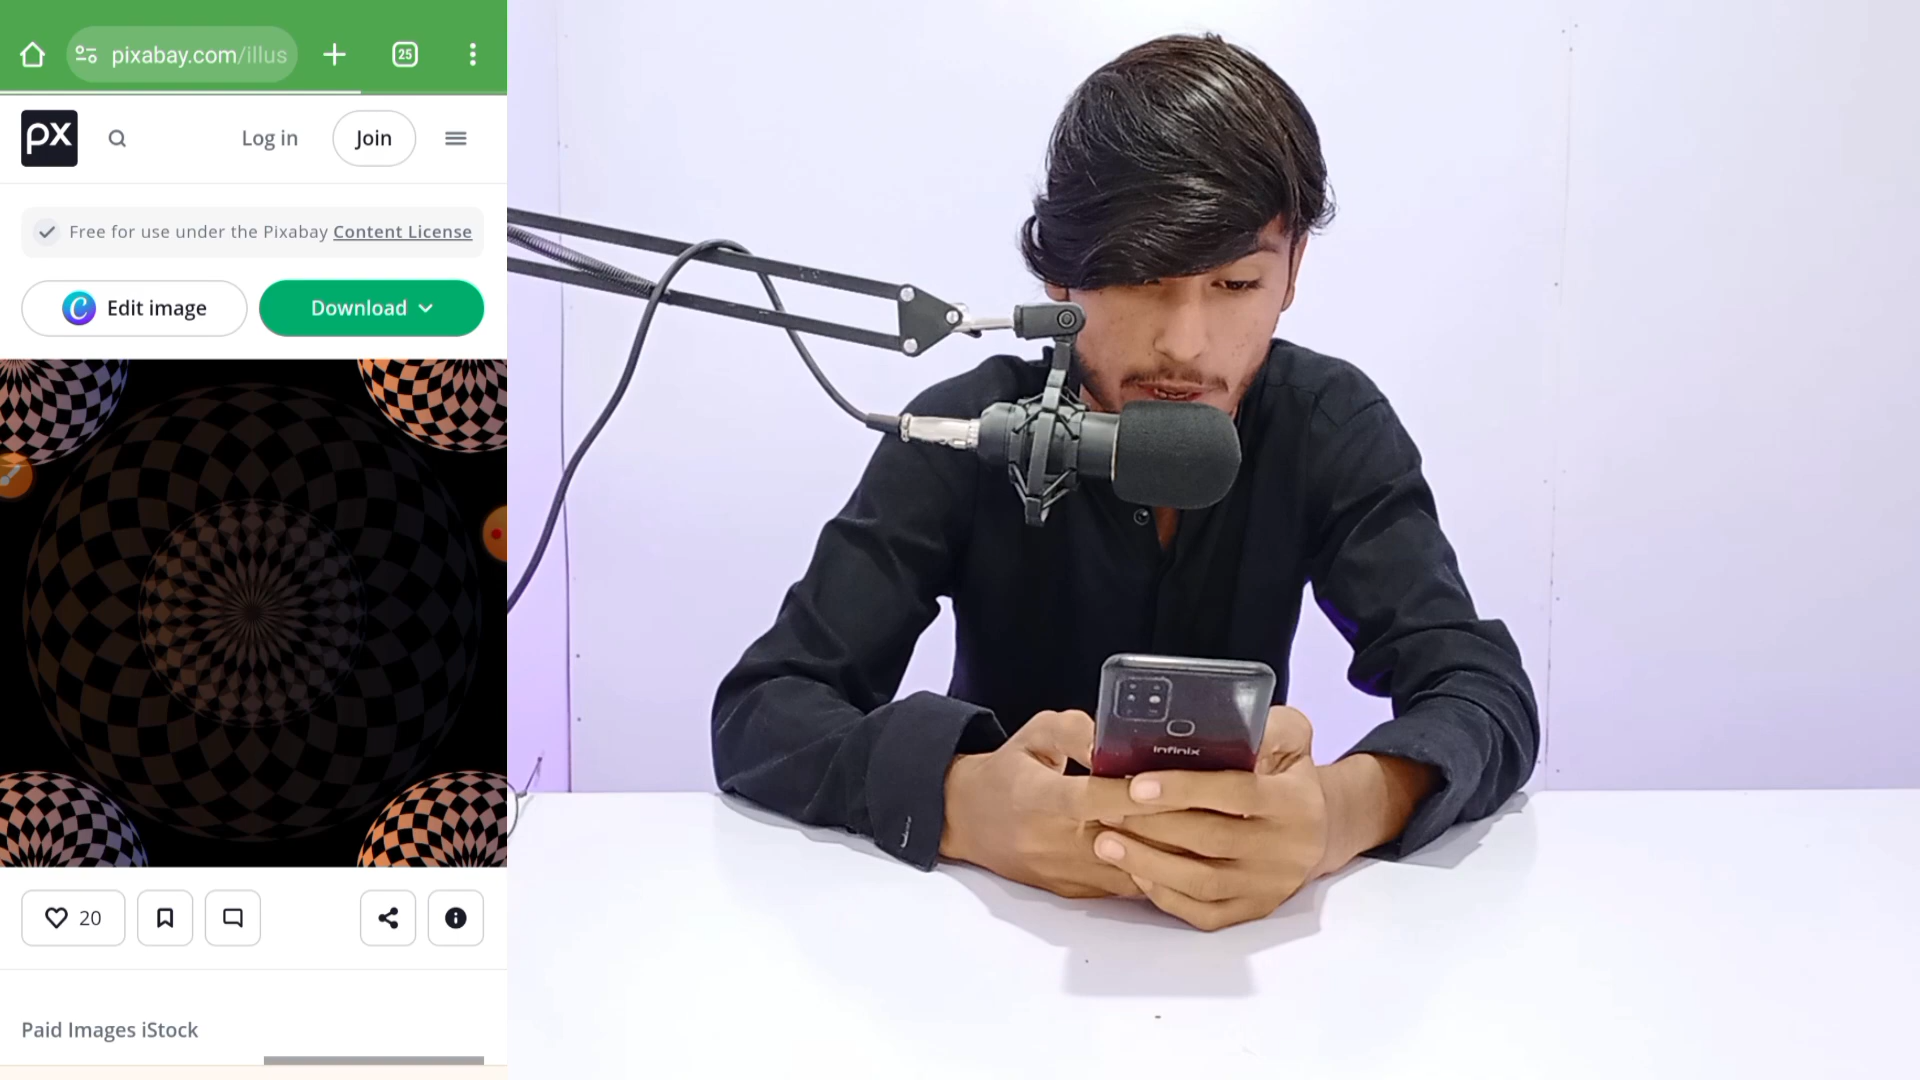 pixabay.com/illus
25
px
Log in
Join
Free for use under the Pixabay Content License
Edit image
Download
20
Paid Images iStock
Infinix